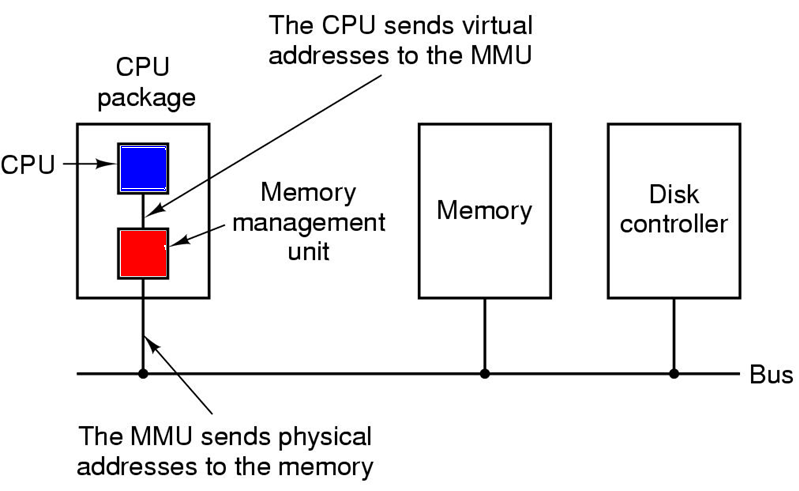 The CPU sends virtual
addresses to the MMU
CPU
package
CPU
Memory
management
unit
Memory
Disk
controller
Bus
The MMU sends physical
addresses to the memory